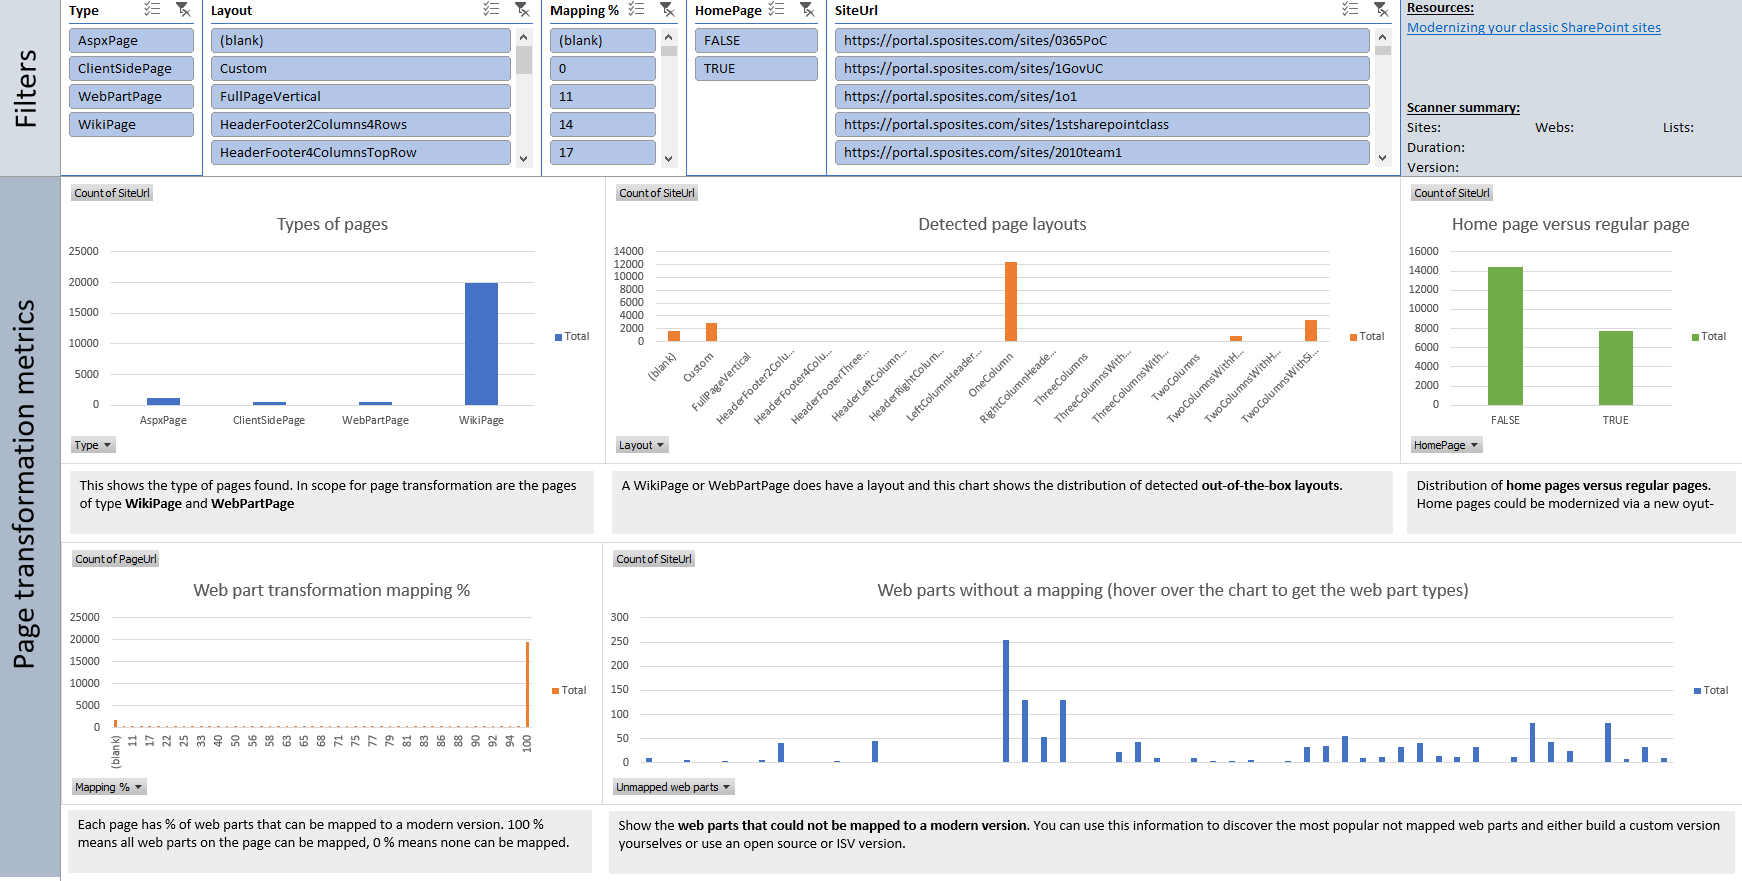 Filters
Type
AspxPage
ClientSidePage
WebPartPage
WikiPage
Layout
(blank)
Custom
FullPageVertical
HeaderFooter2Columns4Rows
HeaderFooter4ColumnsTopRow
Mapping %
(blank)
0
11
14
17
HomePage
FALSE
TRUE
SiteUrl
https://portal.sposites.com/sites/0365PoC
https://portal.sposites.com/sites/1GovUC
https://portal.sposites.com/sites/1o1
https://portal.sposites.com/sites/1stsharepointclass
https://portal.sposites.com/sites/2010team1
Resources:
Modernizing your classic SharePoint sites
Scanner summary:
Sites: Webs: Lists:
Duration:
Version:
Page transformation metrics
Count of SiteUrl
Types of pages
25000
20000
15000
10000
5000
0
AspxPage ClientSidePage WebPartPage WikiPage
Total
Type
This shows the type of pages found. In scope for page transformation are the pages
of type WikiPage and WebPartPage
Count of SiteUrl
Detected page layouts
14000
12000
10000
8000
6000
4000
2000
0
(blank)
Custom
FullPageVertical
HeaderFooter2Colu...
HeaderFooter4Colu...
HeaderFooterThree...
HeaderLeftColumn...
HeaderRightColum...
LeftColumnHeader...
OneColumn
RightColumnHeade...
ThreeColumns
ThreeColumnsWith...
ThreeColumnsWith...
TwoColumns
TwoColumnsWithH...
TwoColumnsWithH...
TwoColumnsWithSi...
Total
Layout
A WikiPage or WebPartPage does have a layout and this chart shows the distribution of detected out-of-the-box layouts.
Count of SiteUrl
Home page versus regular page
16000
14000
12000
10000
8000
6000
4000
2000
0
FALSE TRUE
Total
HomePage
Distribution of home pages versus regular pages.
Home pages could be modernized via a new oyut-
Count of PageUrl
Web part transformation mapping %
25000
20000
15000
10000
5000
0
(blank)
11
17
22
25
33
40
50
56
58
63
65
68
71
75
77
79
81
83
86
88
90
92
94
100
Total
Mapping %
Each page has % of web parts that can be mapped to a modern version. 100 %
means all web parts on the page can be mapped, 0 % means none can be mapped.
Count of SiteUrl
Web parts without a mapping (hover over the chart to get the web part types)
300
250
200
150
100
50
0
Total
Unmapped web parts
Show the web parts that could not be mapped to a modern version. You can use this information to discover the most popular not mapped web parts and either build a custom version
yourselves or use an open source or ISV version.